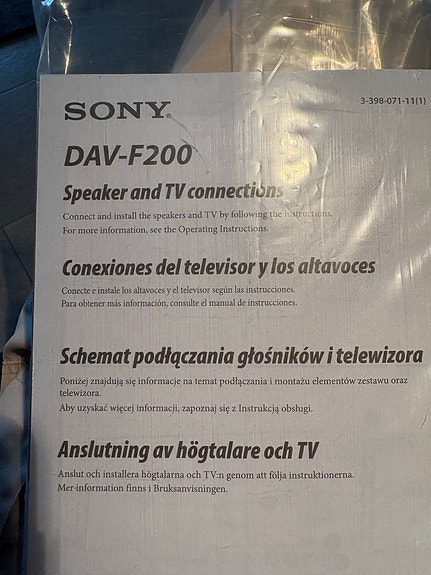 SONY®
3-398-071-11(1)
DAV-F200
Speaker and TV connections
Connect and install the speakers and TV by following the instructions.
For more information, see the Operating Instructions.
Conexiones del televisor y los altavoces
Conecte e instale los altavoces y el televisor según las instrucciones.
Para obtener más información, consulte el manual de instrucciones.
Schemat podłączania głośników i telewizora
Poniżej znajdują się informacje na temat podłączania i montażu elementów zestawu oraz
telewizora.
Aby uzyskać więcej informacji, zapoznaj się z Instrukcją obsługi.
Anslutning av högtalare och TV
Anslut och installera högtalarna och TV:n genom att följa instruktionerna.
Mer information finns i Bruksanvisningen.